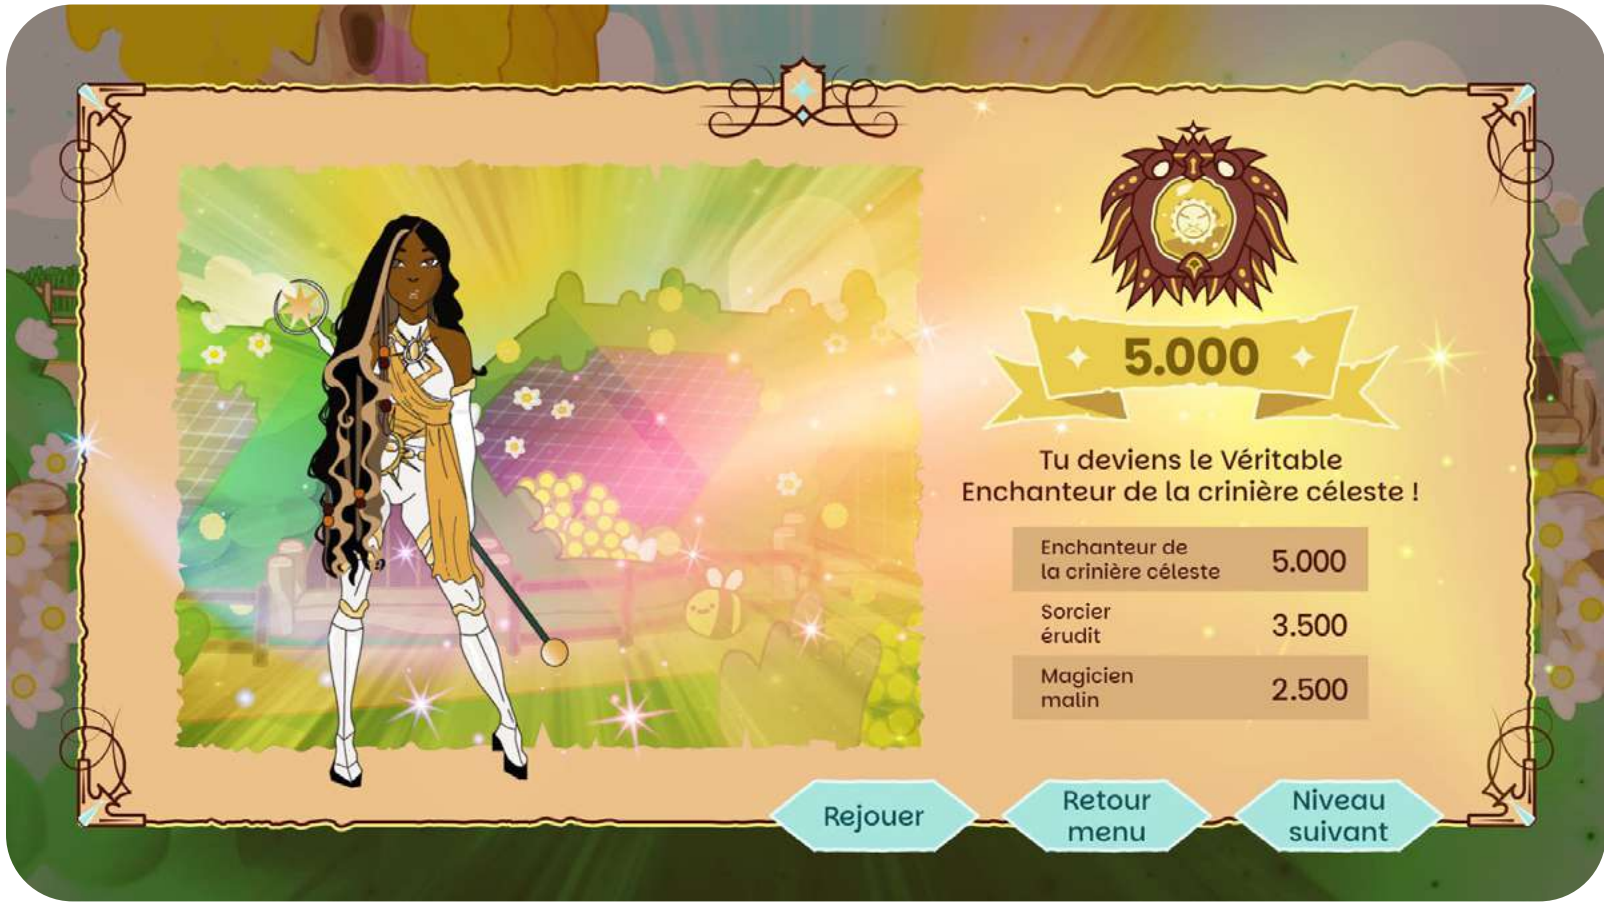 5.000
Tu deviens le Véritable
Enchanteur de la crinière céleste !
Enchanteur de
la crinière céleste
5.000
Sorcier
érudit
3.500
Magicien
malin
2.500
Rejouer
Retour
menu
Niveau
suivant